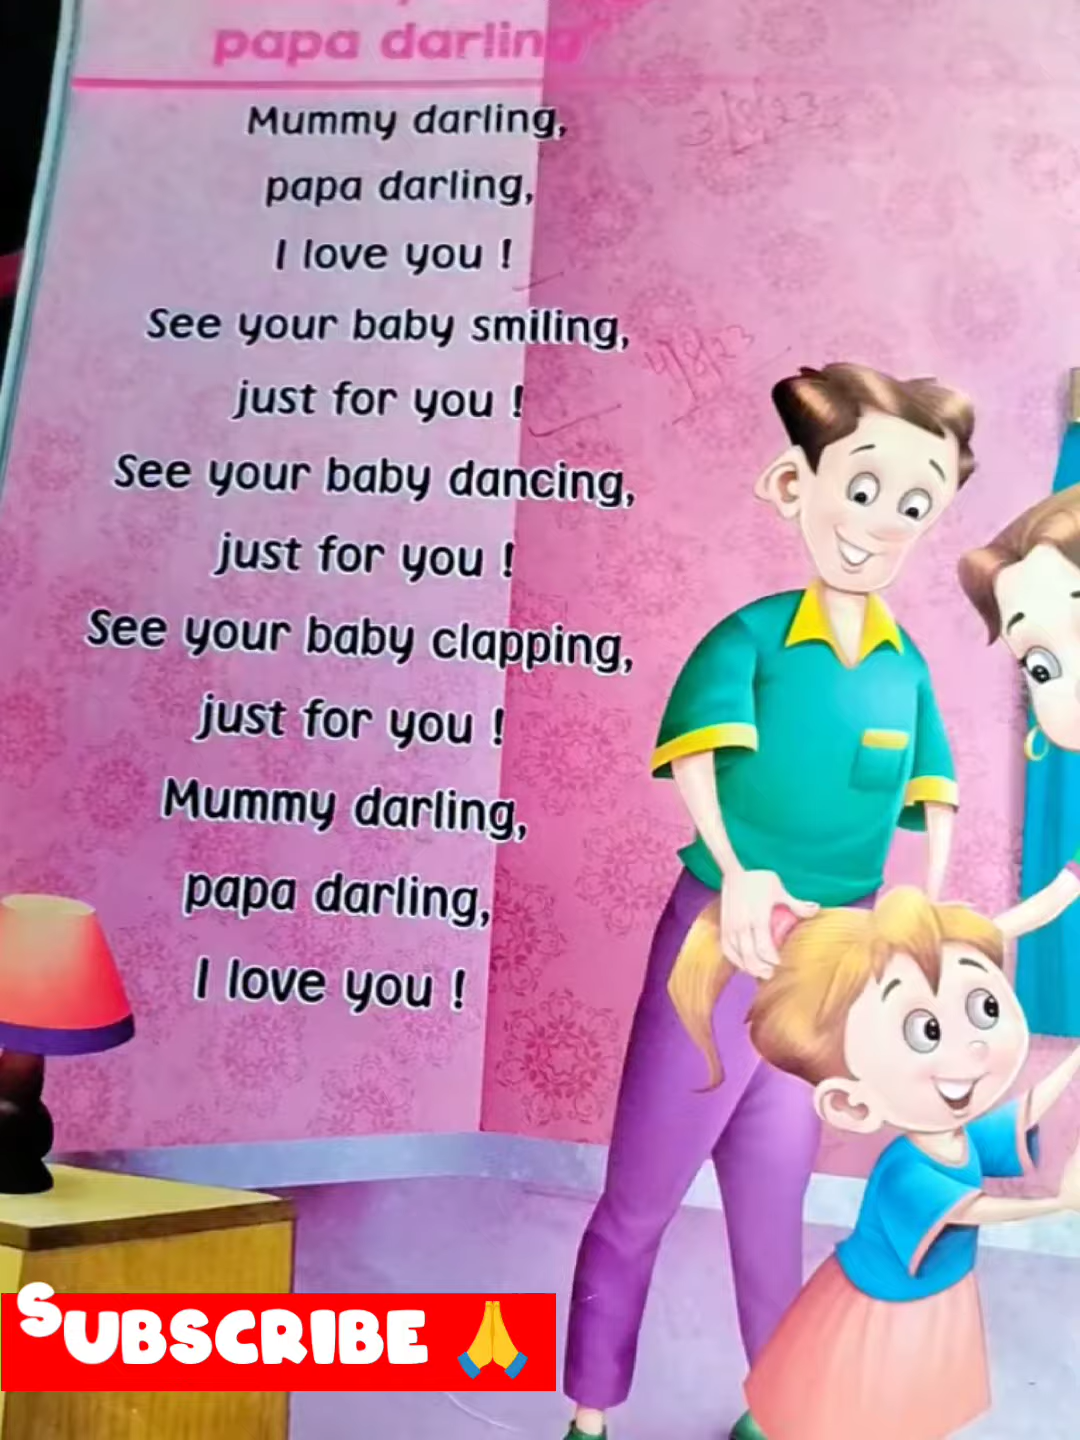 papa darling
Mummy darling,
papa darling,
I love you !
See your baby smiling,
just for you !
See your baby dancing,
just for you !
See your baby clapping,
just for you !
Mummy darling,
papa darling,
I love you !
SUBSCRIBE 🙏